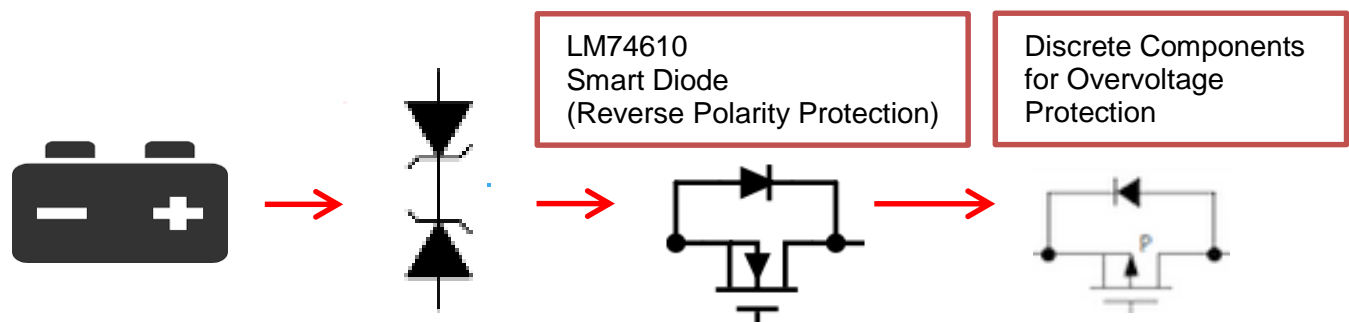 LM74610
Smart Diode
(Reverse Polarity Protection)
Discrete Components
for Overvoltage
Protection
P